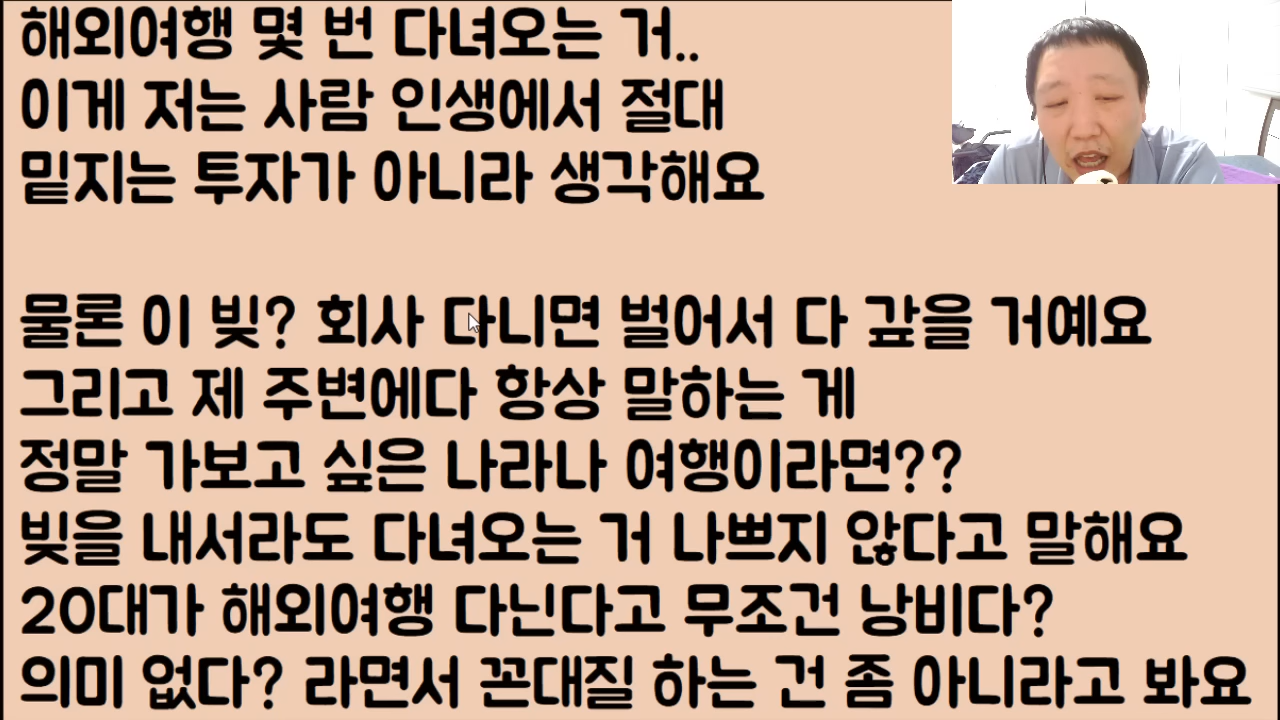 해외여행 몇 번 다녀오는 거..
이게 저는 사람 인생에서 절대
밑지는 투자가 아니라 생각해요
물론 이 빚? 회사 다니면 벌어서 다 갚을 거예요
그리고 제 주변에다 항상 말하는 게
정말 가보고 싶은 나라나 여행이라면??
빚을 내서라도 다녀오는 거 나쁘지 않다고 말해요
20대가 해외여행 다닌다고 무조건 낭비다?
의미 없다? 라면서 꼰대질 하는 건 좀 아니라고 봐요